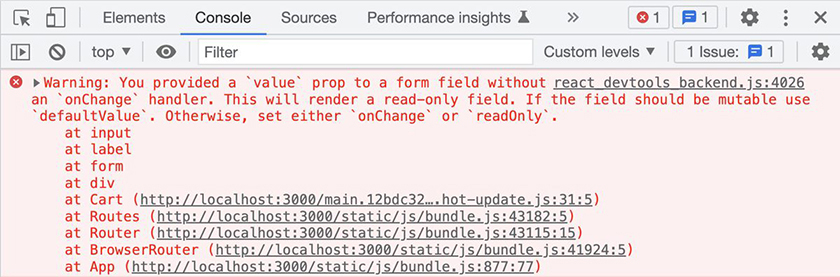 Elements Console Sources Performance insights » 1 1
top Filter Custom levels 1 Issue: 1
Warning: You provided a `value` prop to a form field without react_devtools_backend.js:4026
an `onChange` handler. This will render a read-only field. If the field should be mutable use
`defaultValue`. Otherwise, set either `onChange` or `readOnly`.
at input
at label
at form
at div
at Cart (http://localhost:3000/main.12bdc32….hot-update.js:31:5)
at Routes (http://localhost:3000/static/js/bundle.js:43182:5)
at Router (http://localhost:3000/static/js/bundle.js:43115:15)
at BrowserRouter (http://localhost:3000/static/js/bundle.js:41924:5)
at App (http://localhost:3000/static/js/bundle.js:877:77)